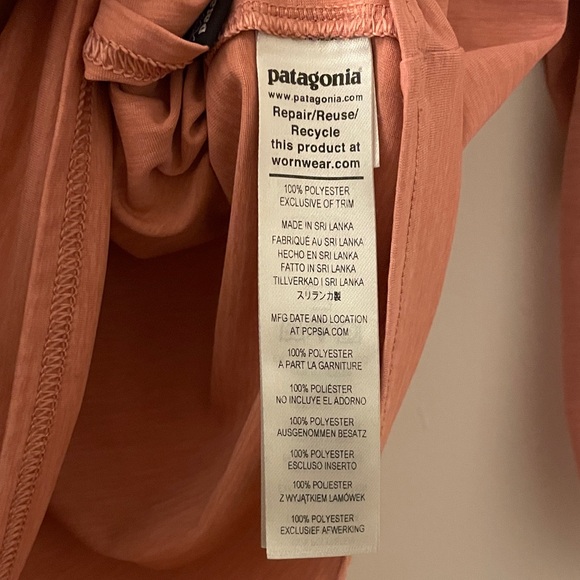 patagonia
www.patagonia.com
Repair/Reuse/
Recycle
this product at
wornwear.com
100% POLYESTER
EXCLUSIVE OF TRIM
MADE IN SRI LANKA
FABRIQUÉ AU SRI LANKA
HECHO EN SRI LANKA
FATTO IN SRI LANKA
TILLVERKAD I SRI LANKA
スリランカ製
MFG DATE AND LOCATION
AT PCPSIA.COM
100% POLYESTER
A PART LA GARNITURE
100% POLIÉSTER
NO INCLUYE EL ADORNO
100% POLYESTER
AUSGENOMMEN BESATZ
100% POLYESTER
ESCLUSO INSERTO
100% POLIESTER
Z WYJĄTKIEM LAMÓWEK
100% POLYESTER
EXCLUSIEF AFWERKING